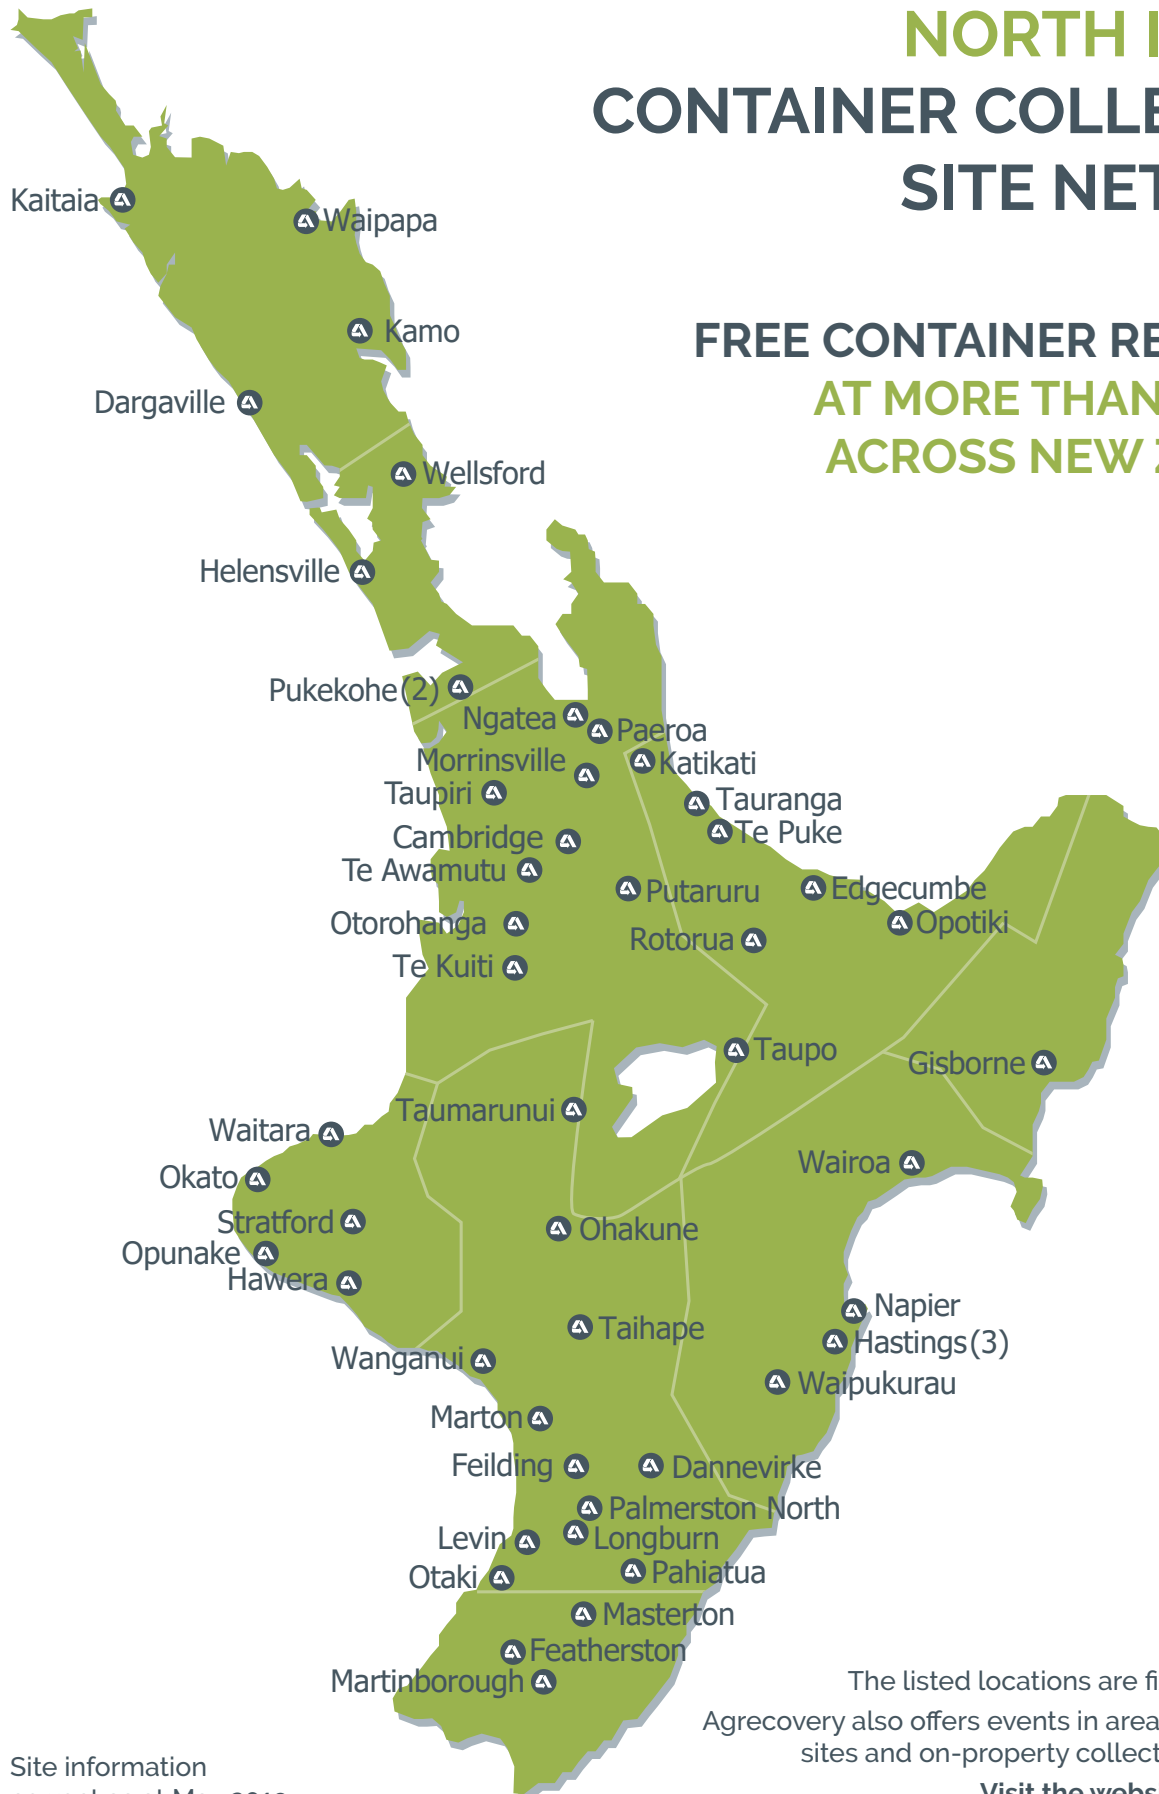 NORTH
CONTAINER COLLE
SITE NET
Kaitaia
Waipapa
FREE CONTAINER RE
Kamo
AT MORE THAN
Dargaville
ACROSS NEW
Wellsford
Helensville
Pukekohe(2)
Ngatea
Paeroa
Morrinsville
Katikati
Taupiri
Tauranga
Cambridge
Te Puke
Te Awamutu
Putaruru
Edgecumbe
Otorohanga
Opotiki
Rotorua
Te Kuiti
Taupo
Gisborne
Taumarunui
Waitara
Wairoa
Okato
Stratford
Ohakune
Opunake
Hawera
Napier
Taihape
Hastings(3)
Wanganui
Waipukurau
Marton
Feilding
Dannevirke
Palmerston North
Levin
Longburn
Otaki
Pahiatua
Masterton
Featherston
Martinborough
The listed locations are fi
Agrecovery also offers events in area
sites and on-property collect
Site information
Visit the webs